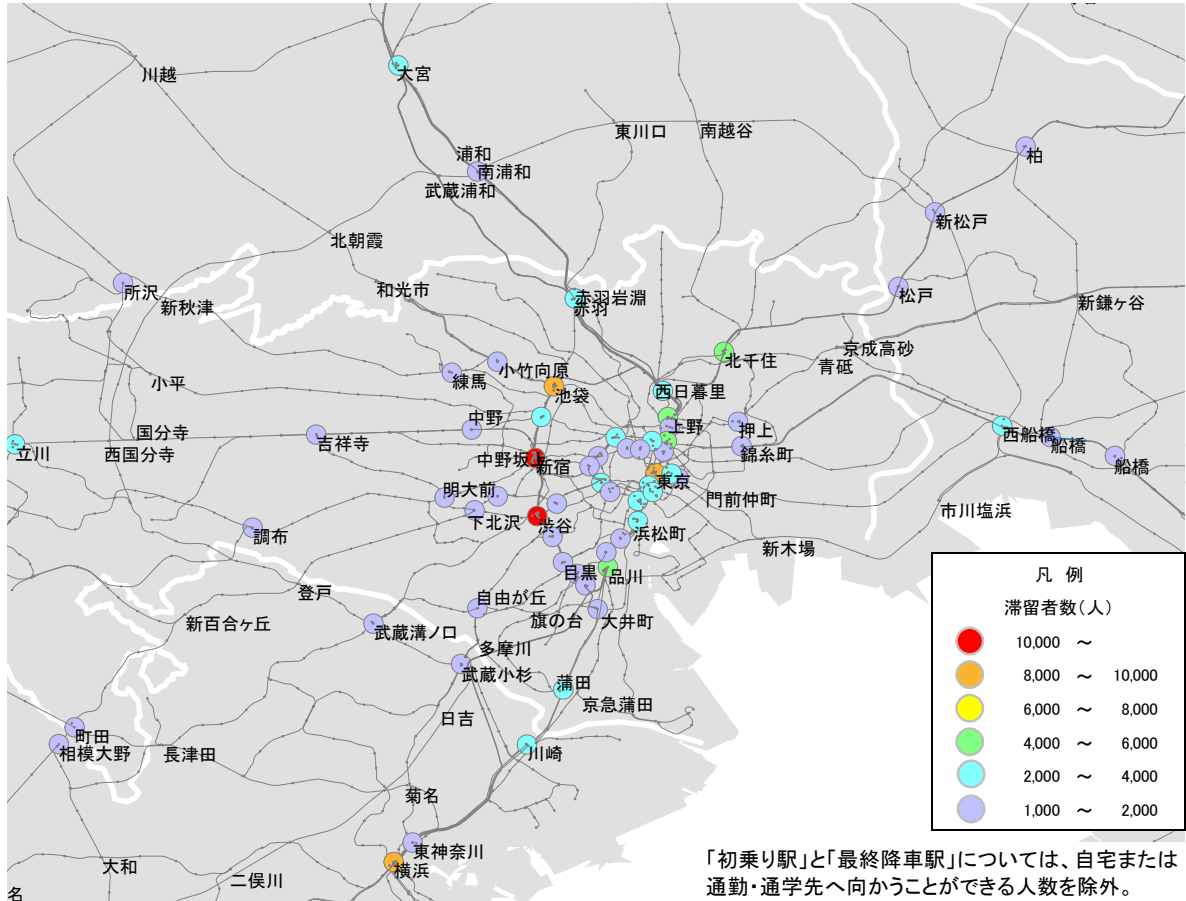 川越
大宮
東川口
南越谷
浦和
南浦和
武蔵浦和
柏
新松戸
北朝霞
所沢
新秋津
和光市
赤羽岩淵
赤羽
松戸
新鎌ヶ谷
北千住
京成高砂
青砥
小平
練馬
小竹向原
池袋
西日暮里
中野
上野
押上
国分寺
吉祥寺
西船橋
船橋
立川
西国分寺
中野坂上
新宿
錦糸町
船橋
東京
明大前
門前仲町
下北沢
渋谷
市川塩浜
調布
浜松町
新木場
目黒
品川
登戸
自由が丘
新百合ヶ丘
武蔵溝ノ口
旗の台
大井町
多摩川
武蔵小杉
蒲田
京急蒲田
日吉
町田
相模大野
長津田
川崎
菊名
東神奈川
横浜
大和
二俣川
名
凡 例
滞留者数(人)
10,000 ～
8,000 ～ 10,000
6,000 ～ 8,000
4,000 ～ 6,000
2,000 ～ 4,000
1,000 ～ 2,000
「初乗り駅」と「最終降車駅」については、自宅または
通勤・通学先へ向かうことができる人数を除外。